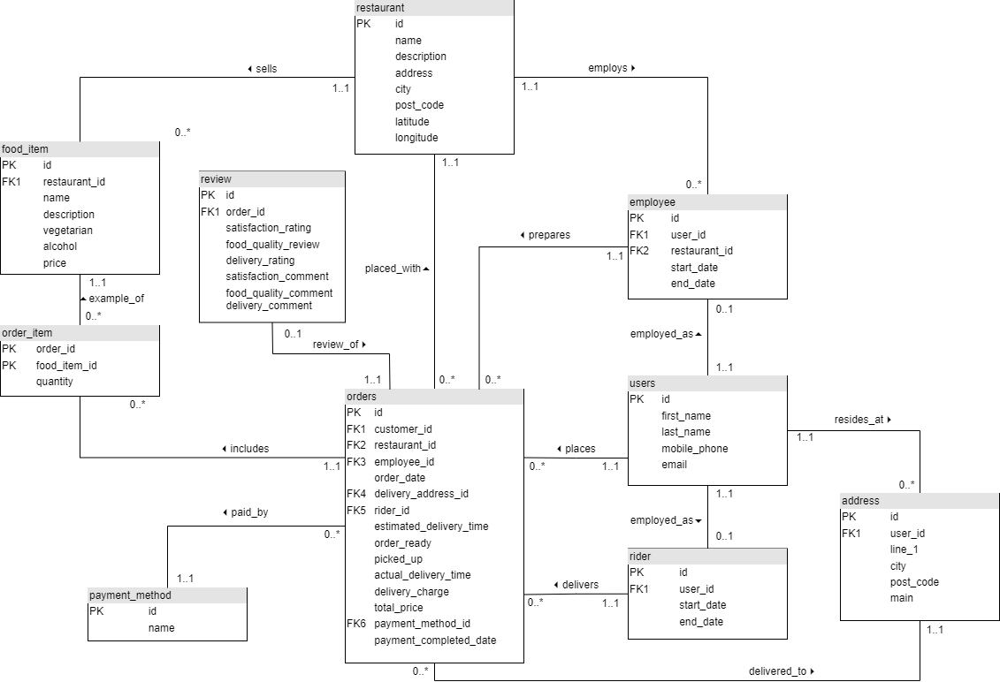 restaurant
PK id
name
description
address
city
post_code
latitude
longitude
sells
employs
1..1
1..1
0..*
food_item
PK id
FK1 restaurant_id
name
description
vegetarian
alcohol
price
1..1
review
PK id
FK1 order_id
satisfaction_rating
food_quality_review
delivery_rating
satisfaction_comment
food_quality_comment
delivery_comment
0..*
employee
PK id
FK1 user_id
FK2 restaurant_id
start_date
end_date
prepares
1..1
placed_with
1..1
example_of
0..*
0..1
employed_as
1..1
order_item
PK order_id
PK food_item_id
quantity
0..*
0..1
review_of
1..1
0..*
0..*
orders
PK id
FK1 customer_id
FK2 restaurant_id
FK3 employee_id
order_date
FK4 delivery_address_id
FK5 rider_id
estimated_delivery_time
order_ready
picked_up
actual_delivery_time
delivery_charge
total_price
FK6 payment_method_id
payment_completed_date
users
PK id
first_name
last_name
mobile_phone
email
resides_at
1..1
includes
1..1
places
0..*
1..1
0..*
address
PK id
FK1 user_id
line_1
city
post_code
main
1..1
employed_as
0..1
paid_by
0..*
1..1
payment_method
PK id
name
rider
PK id
FK1 user_id
start_date
end_date
delivers
0..*
1..1
1..1
0..*
delivered_to